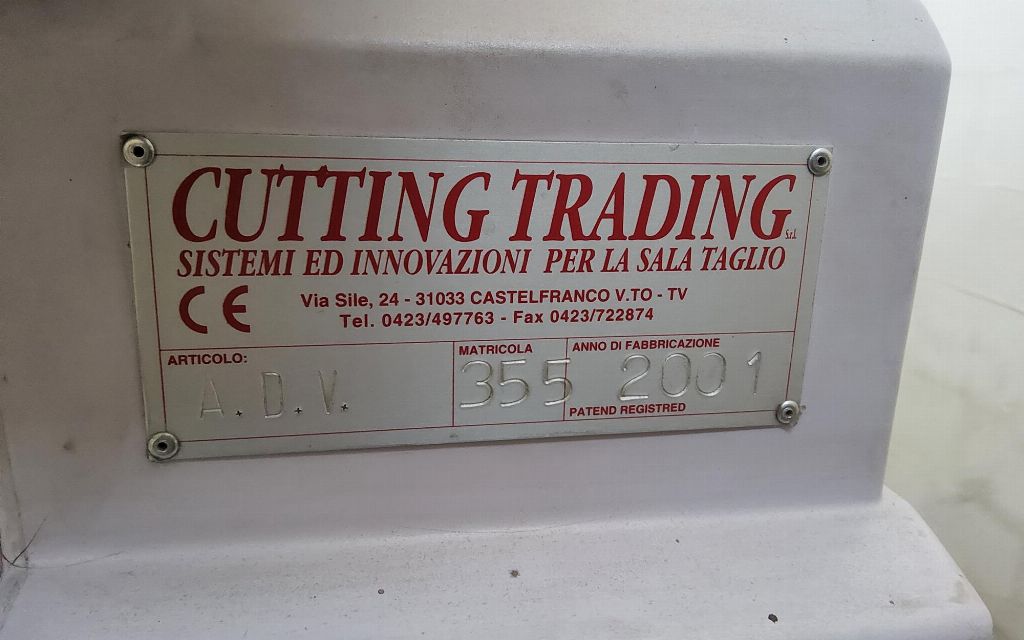 CUTTING TRADING S.r.l.
SISTEMI ED INNOVAZIONI PER LA SALA TAGLIO
CE
Via Sile, 24 - 31033 CASTELFRANCO V.TO - TV
Tel. 0423/497763 - Fax 0423/722874
ARTICOLO: MATRICOLA ANNO DI FABBRICAZIONE
A.D.V. 355 2001
PATEND REGISTRED